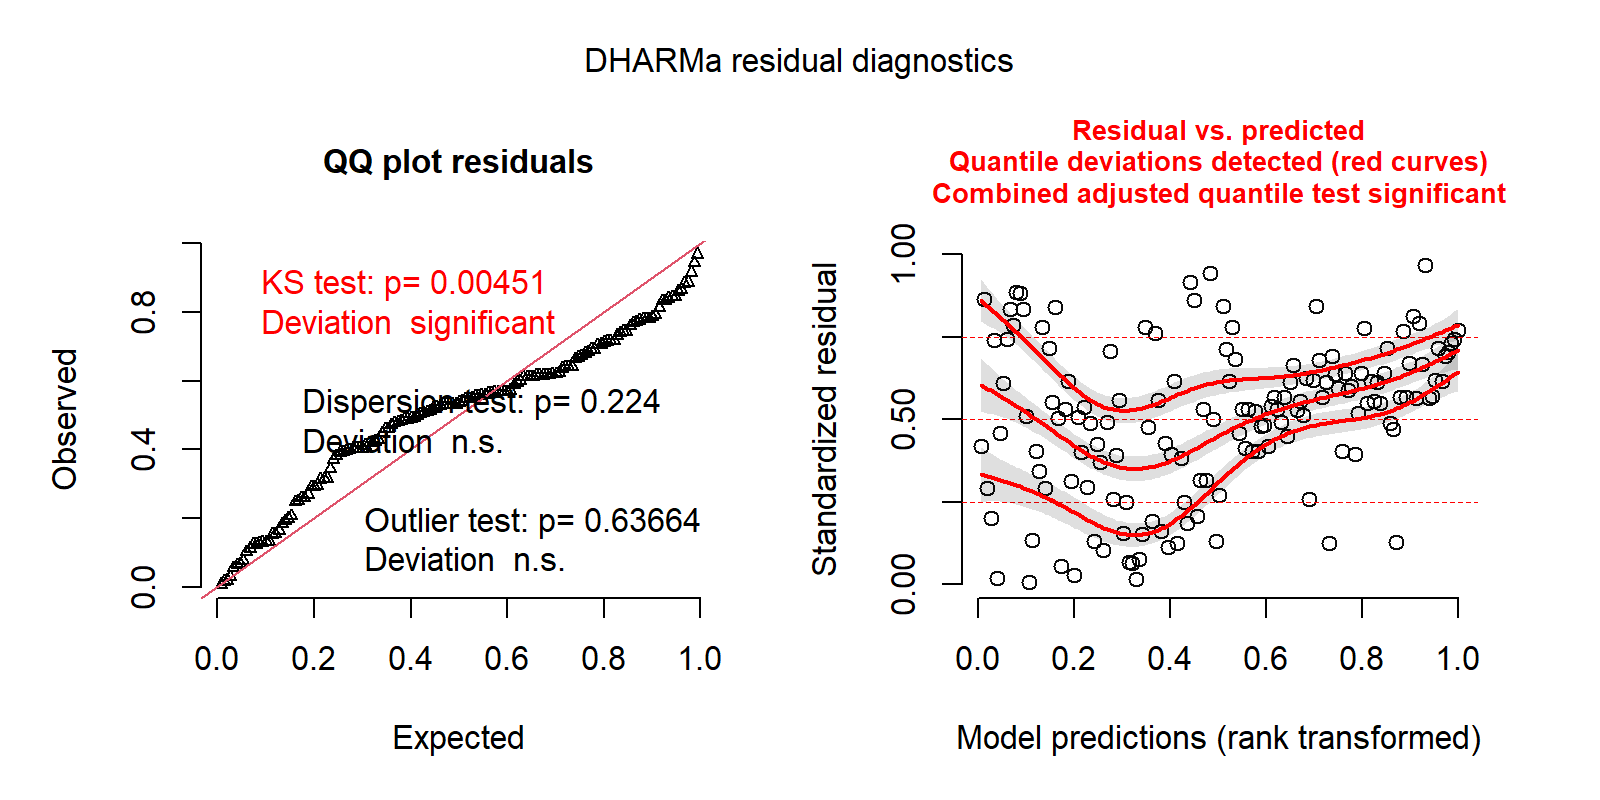 DHARMa residual diagnostics
QQ plot residuals
KS test: p= 0.00451
Deviation  significant
Dispersion test: p= 0.224
Deviation  n.s.
Outlier test: p= 0.63664
Deviation  n.s.
Observed
0.0
0.4
0.8
0.0 0.2 0.4 0.6 0.8 1.0
Expected
Residual vs. predicted
Quantile deviations detected (red curves)
Combined adjusted quantile test significant
Standardized residual
0.00
0.50
1.00
0.0 0.2 0.4 0.6 0.8 1.0
Model predictions (rank transformed)